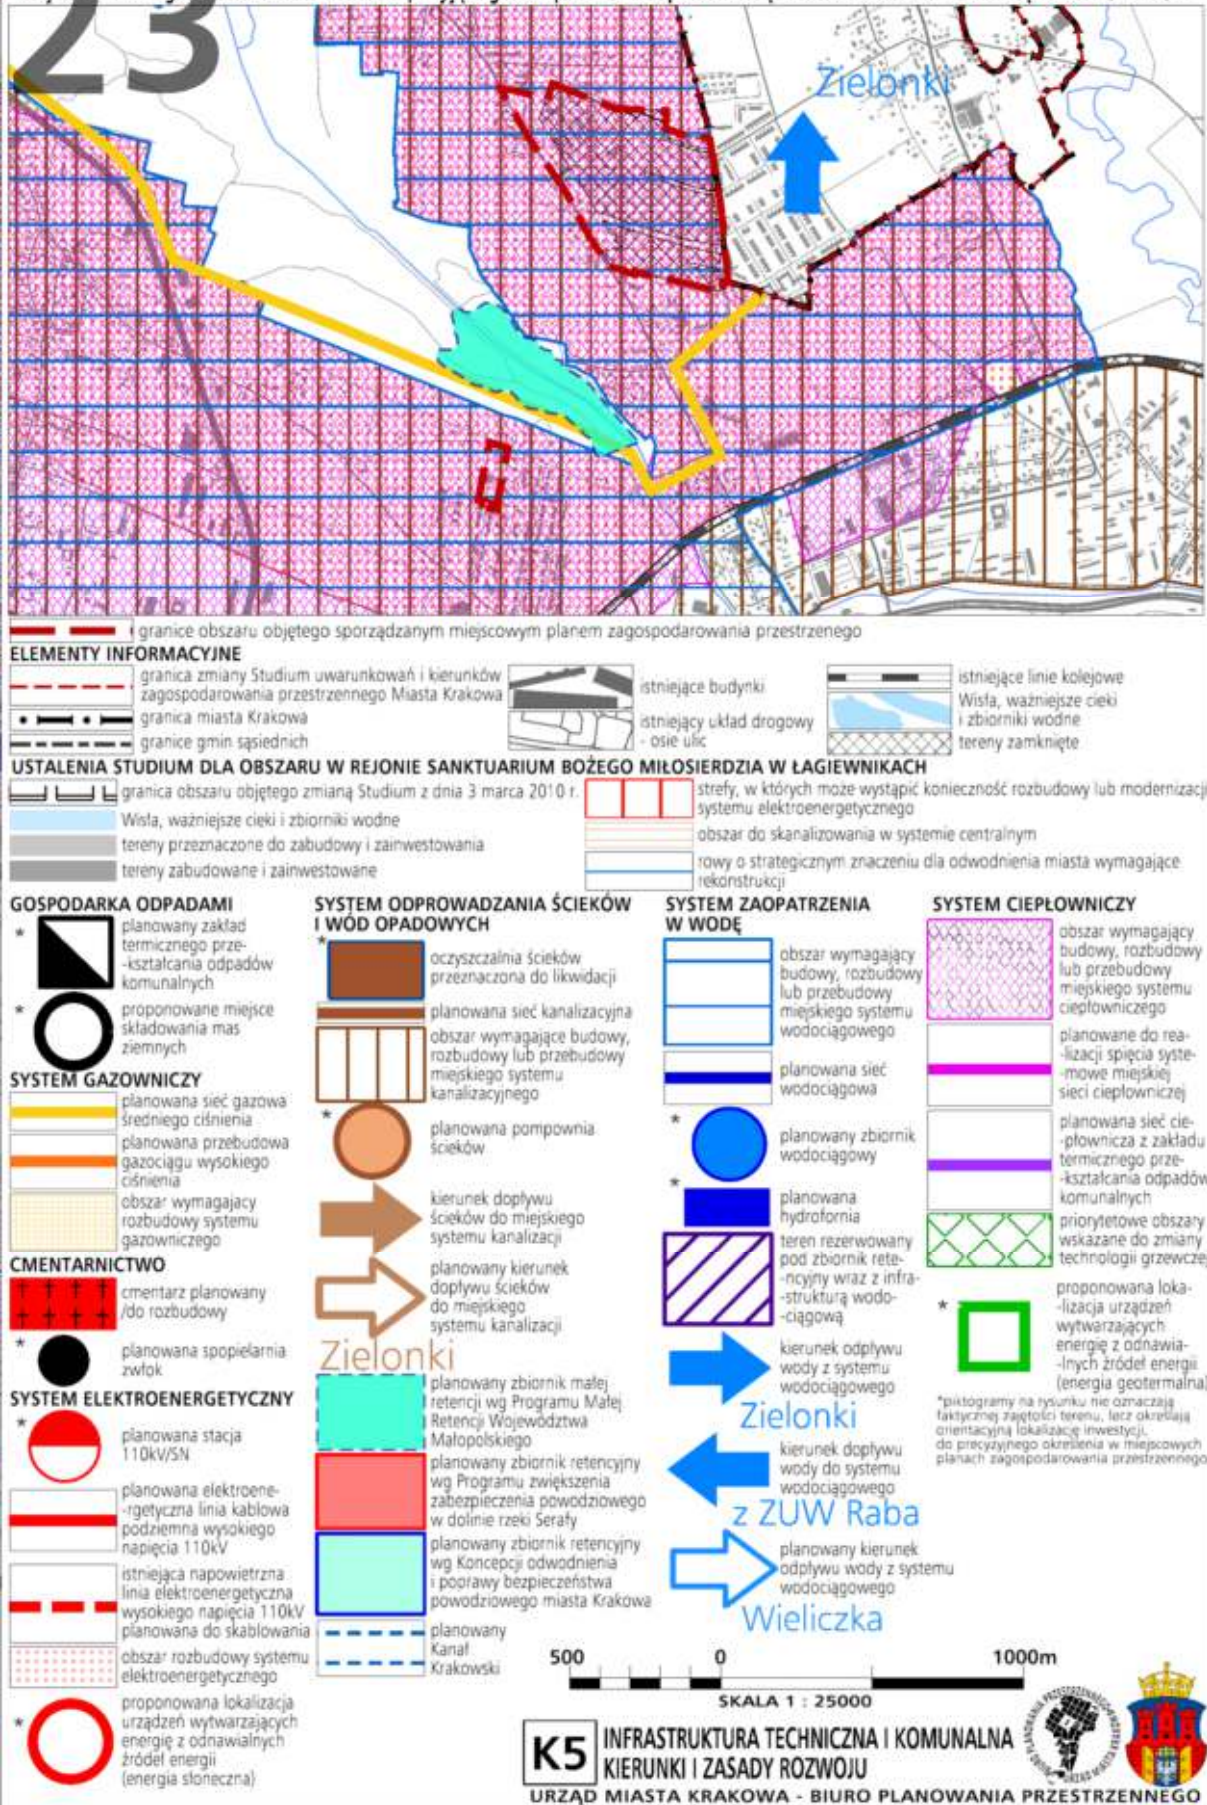 23
Zielonki
granice obszaru objętego sporządzanym miejscowym planem zagospodarowania przestrzenego
ELEMENTY INFORMACYJNE
granica zmiany Studium uwarunkowań i kierunków
zagospodarowania przestrzennego Miasta Krakowa
granica miasta Krakowa
granice gmin sąsiednich
istniejące budynki
istniejący układ drogowy
- osie ulic
istniejące linie kolejowe
Wisła, ważniejsze cieki
i zbiorniki wodne
tereny zamknięte
USTALENIA STUDIUM DLA OBSZARU W REJONIE SANKTUARIUM BOŻEGO MIŁOSIERDZIA W ŁAGIEWNIKACH
granica obszaru objętego zmianą Studium z dnia 3 marca 2010 r.
Wisła, ważniejsze cieki i zbiorniki wodne
tereny przeznaczone do zabudowy i zainwestowania
tereny zabudowane i zainwestowane
strefy, w których może wystąpić konieczność rozbudowy lub modernizacji
systemu elektroenergetycznego
obszar do skanalizowania w systemie centralnym
rowy o strategicznym znaczeniu dla odwodnienia miasta wymagające
rekonstrukcji
GOSPODARKA ODPADAMI
*
planowany zakład
termicznego prze-
-kształcania odpadów
komunalnych
*
proponowane miejsce
składowania mas
ziemnych
SYSTEM GAZOWNICZY
planowana sieć gazowa
średniego ciśnienia
planowana przebudowa
gazociągu wysokiego
ciśnienia
obszar wymagajacy
rozbudowy systemu
gazowniczego
CMENTARNICTWO
cmentarz planowany
/do rozbudowy
*
planowana spopielarnia
zwłok
SYSTEM ELEKTROENERGETYCZNY
*
planowana stacja
110kV/SN
planowana elektroene-
-rgetyczna linia kablowa
podziemna wysokiego
napięcia 110kV
istniejąca napowietrzna
linia elektroenergetyczna
wysokiego napięcia 110kV
planowana do skablowania
obszar rozbudowy systemu
elektroenergetycznego
*
proponowana lokalizacja
urządzeń wytwarzających
energię z odnawialnych
źródeł energii
(energia słoneczna)
SYSTEM ODPROWADZANIA ŚCIEKÓW
I WÓD OPADOWYCH
*
oczyszczalnia ścieków
przeznaczona do likwidacji
planowana sieć kanalizacyjna
obszar wymagające budowy,
rozbudowy lub przebudowy
miejskiego systemu
kanalizacyjnego
*
planowana pompownia
ścieków
kierunek dopływu
ścieków do miejskiego
systemu kanalizacji
planowany kierunek
dopływu ścieków
do miejskiego
systemu kanalizacji
Zielonki
planowany zbiornik małej
retencji wg Programu Małej
Retencji Województwa
Małopolskiego
planowany zbiornik retencyjny
wg Programu zwiększenia
zabezpieczenia powodziowego
w dolinie rzeki Serafy
planowany zbiornik retencyjny
wg Koncepcji odwodnienia
i poprawy bezpieczeństwa
powodziowego miasta Krakowa
planowany
Kanał
Krakowski
SYSTEM ZAOPATRZENIA
W WODĘ
obszar wymagający
budowy, rozbudowy
lub przebudowy
miejskiego systemu
wodociągowego
planowana sieć
wodociągowa
*
planowany zbiornik
wodociągowy
*
planowana
hydrofornia
teren rezerwowany
pod zbiornik rete-
-ncyjny wraz z infra-
-strukturą wodo-
-ciągową
kierunek odpływu
wody z systemu
wodociągowego
Zielonki
kierunek dopływu
wody do systemu
wodociągowego
z ZUW Raba
planowany kierunek
odpływu wody z systemu
wodociągowego
Wieliczka
SYSTEM CIEPŁOWNICZY
obszar wymagający
budowy, rozbudowy
lub przebudowy
miejskiego systemu
ciepłowniczego
planowane do rea-
-lizacji spięcia syste-
-mowe miejskiej
sieci ciepłowniczej
planowana sieć cie-
-płownicza z zakładu
termicznego prze-
-kształcania odpadów
komunalnych
priorytetowe obszary
wskazane do zmiany
technologii grzewczej
*
proponowana loka-
-lizacja urządzeń
wytwarzających
energię z odnawia-
-lnych źródeł energii
(energia geotermalna)
*piktogramy na rysunku nie oznaczają
faktycznej zajętości terenu, lecz określają
orientacyjną lokalizację inwestycji,
do precyzyjnego określenia w miejscowych
planach zagospodarowania przestrzennego
500 0 1000m
SKALA 1 : 25000
K5
INFRASTRUKTURA TECHNICZNA I KOMUNALNA
KIERUNKI I ZASADY ROZWOJU
URZĄD MIASTA KRAKOWA - BIURO PLANOWANIA PRZESTRZENNEGO